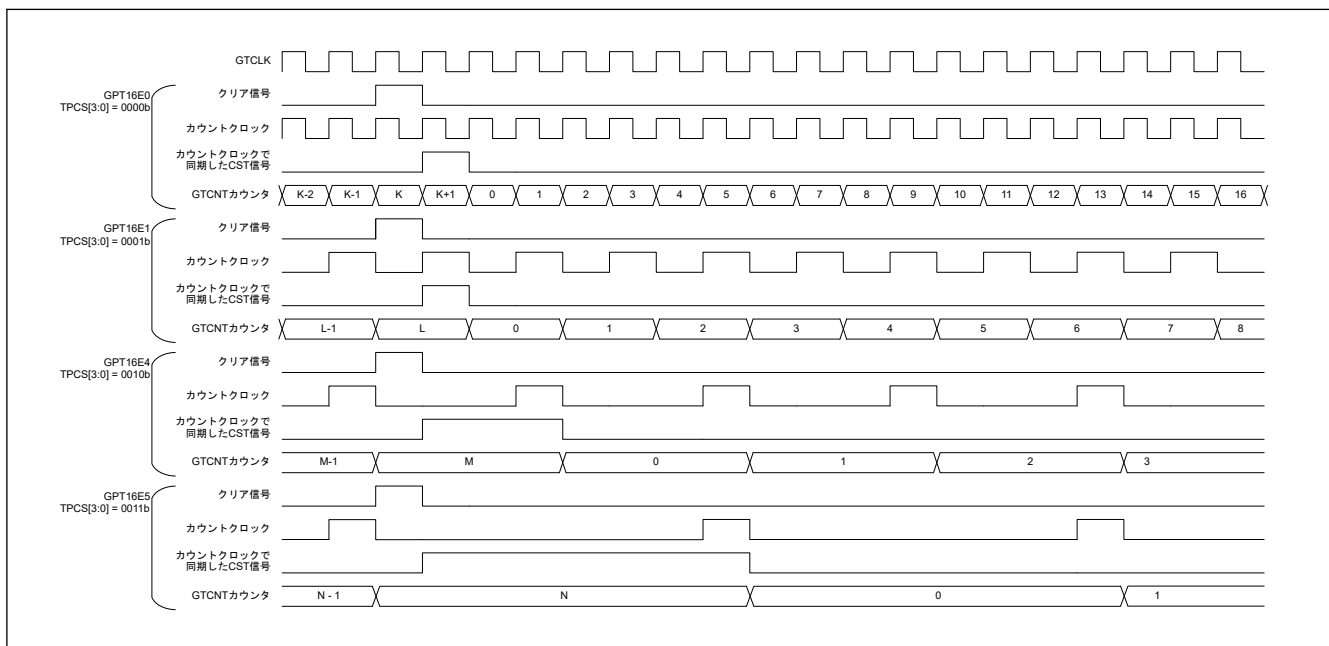 GTCLK
GPT16E0
TPCS[3:0] = 0000b
クリア信号
カウントクロック
カウントクロックで
同期したCST信号
GTCNTカウンタ K-2 K-1 K K+1 0 1 2 3 4 5 6 7 8 9 10 11 12 13 14 15 16
GPT16E1
TPCS[3:0] = 0001b
クリア信号
カウントクロック
カウントクロックで
同期したCST信号
GTCNTカウンタ L-1 L 0 1 2 3 4 5 6 7 8
GPT16E4
TPCS[3:0] = 0010b
クリア信号
カウントクロック
カウントクロックで
同期したCST信号
GTCNTカウンタ M-1 M 0 1 2 3
GPT16E5
TPCS[3:0] = 0011b
クリア信号
カウントクロック
カウントクロックで
同期したCST信号
GTCNTカウンタ N - 1 N 0 1